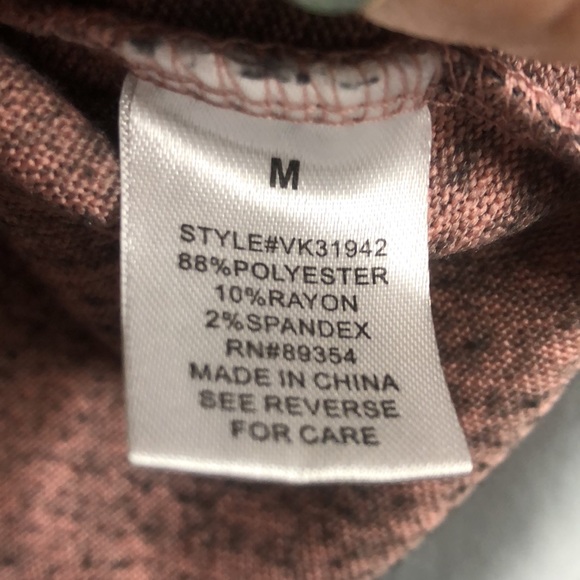 M
STYLE#VK31942
88%POLYESTER
10%RAYON
2%SPANDEX
RN#89354
MADE IN CHINA
SEE REVERSE
FOR CARE